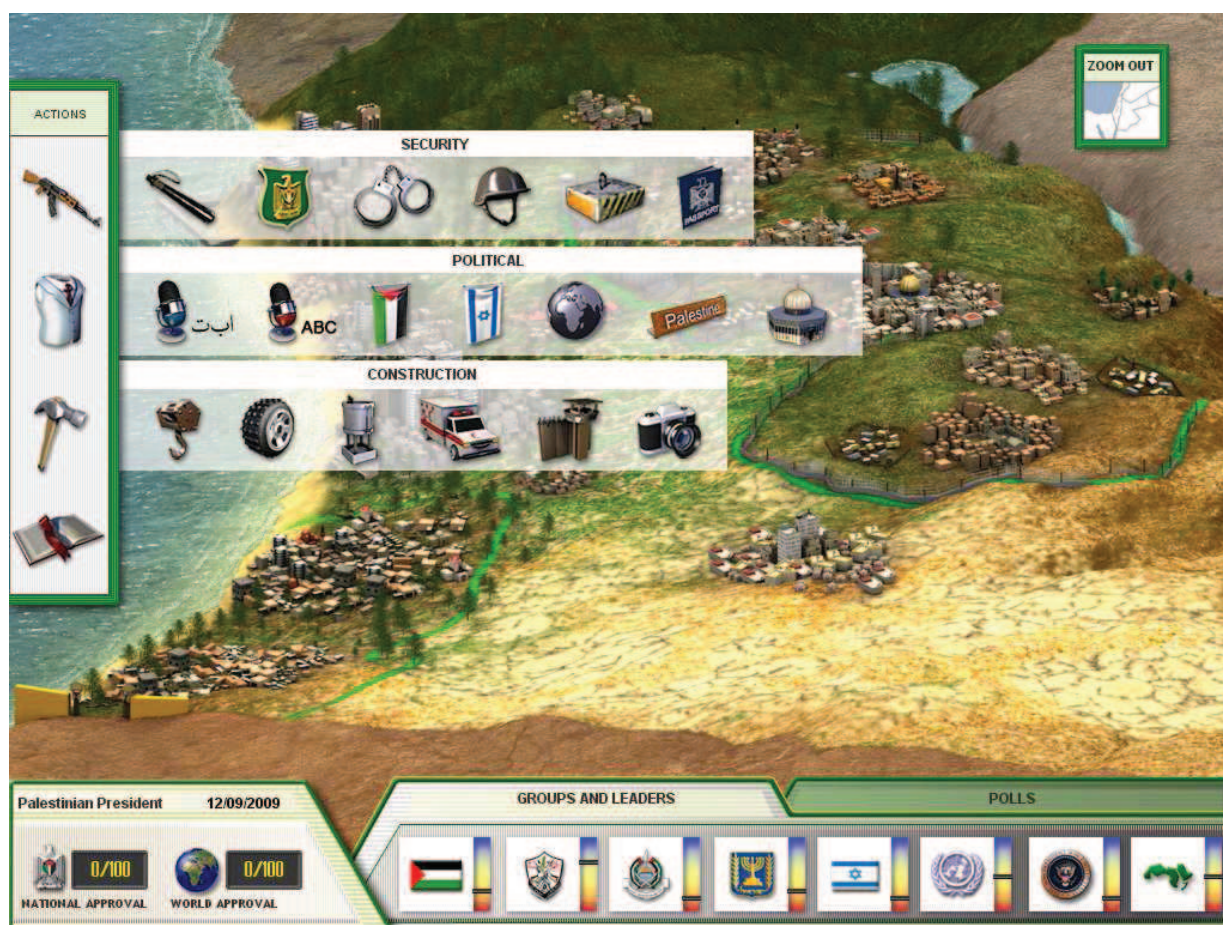 ZOOM OUT
ACTIONS
SECURITY
PASSPORT
POLITICAL
ا ب ت
ABC
Palestine
CONSTRUCTION
Palestinian President 12/09/2009
GROUPS AND LEADERS
POLLS
0/100
0/100
NATIONAL APPROVAL
WORLD APPROVAL